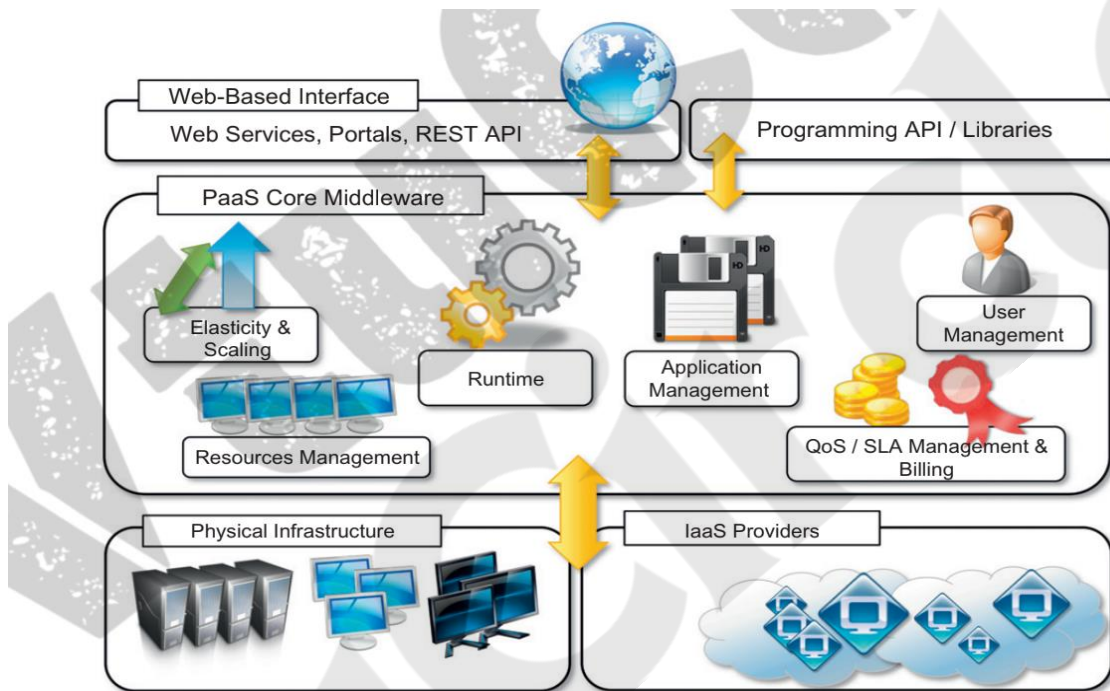 Web-Based Interface
Web Services, Portals, REST API
Programming API / Libraries
PaaS Core Middleware
Elasticity &
Scaling
Runtime
Application
Management
User
Management
Resources Management
QoS / SLA Management &
Billing
Physical Infrastructure
IaaS Providers